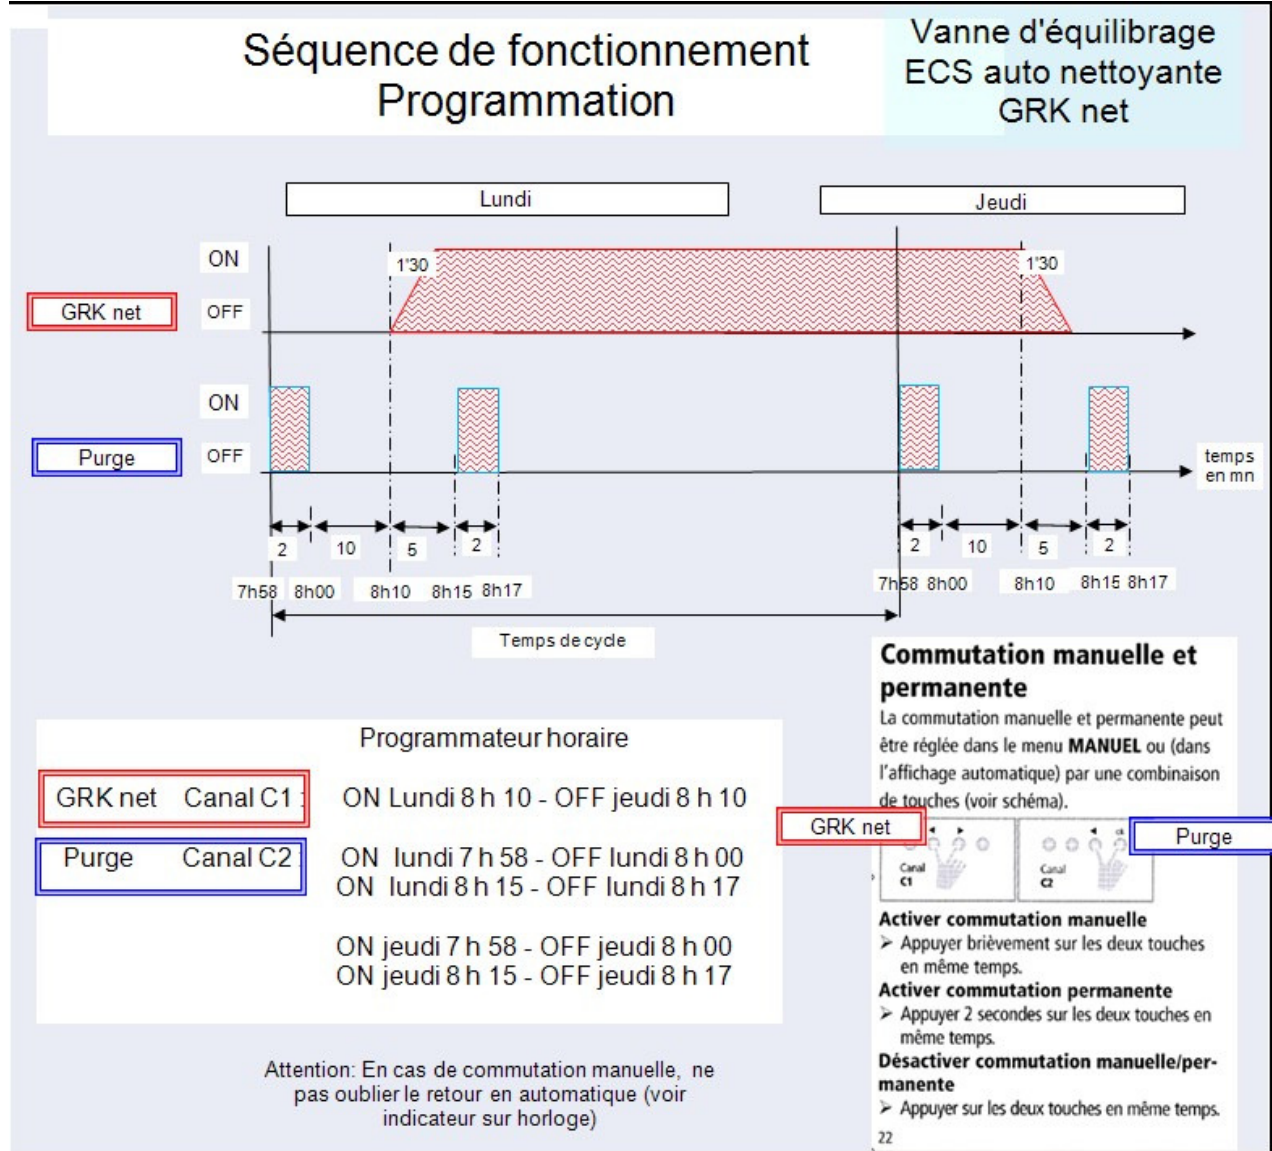 Séquence de fonctionnement
Programmation
Vanne d'équilibrage
ECS auto nettoyante
GRK net
Lundi
Jeudi
ON
1'30
1'30
GRK net
OFF
ON
Purge
OFF
temps
en mn
2
10
5
2
2
10
5
2
7h58
8h00
8h10
8h15
8h17
7h58
8h00
8h10
8h15
8h17
Temps de cycle
Programmateur horaire
GRK net Canal C1 : ON Lundi 8 h 10 - OFF jeudi 8 h 10
Purge Canal C2 : ON lundi 7 h 58 - OFF lundi 8 h 00
ON lundi 8 h 15 - OFF lundi 8 h 17
ON jeudi 7 h 58 - OFF jeudi 8 h 00
ON jeudi 8 h 15 - OFF jeudi 8 h 17
Attention: En cas de commutation manuelle, ne
pas oublier le retour en automatique (voir
indicateur sur horloge)
Commutation manuelle et
permanente
La commutation manuelle et permanente peut
être réglée dans le menu MANUEL ou (dans
l'affichage automatique) par une combinaison
de touches (voir schéma).
GRK net
Purge
ok
Canal
C1
Canal
C2
Activer commutation manuelle
➢ Appuyer brièvement sur les deux touches
en même temps.
Activer commutation permanente
➢ Appuyer 2 secondes sur les deux touches en
même temps.
Désactiver commutation manuelle/per-
manente
➢ Appuyer sur les deux touches en même temps.
22